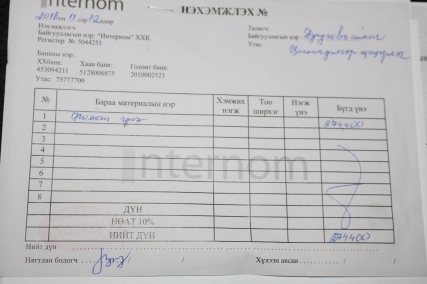 Internom
НЭХЭМЖЛЭХ №
2018 он 11 сар 12 өдөр
Нэхэмжлэгч
Байгууллагын нэр: "Интерном" ХХК
Регистер № 5044251
Төлөгч:
Байгууллагын нэр:
Утас:
Банкны нэр:
ХХбанк: Хаан банк: Голомт банк:
453094211 5128006875 2010002523
Утас: 75777700
№ Бараа материалын нэр Хэмжих нэгж Тоо ширхэг Нэгж үнэ Бүгд үнэ
1 274400
2
3
4
5
6
7
8
internom
ДҮН
НӨАТ 10%
НИЙТ ДҮН 274400
Нийт дүн
Нягтлан бодогч / / Хүлээн авсан / /